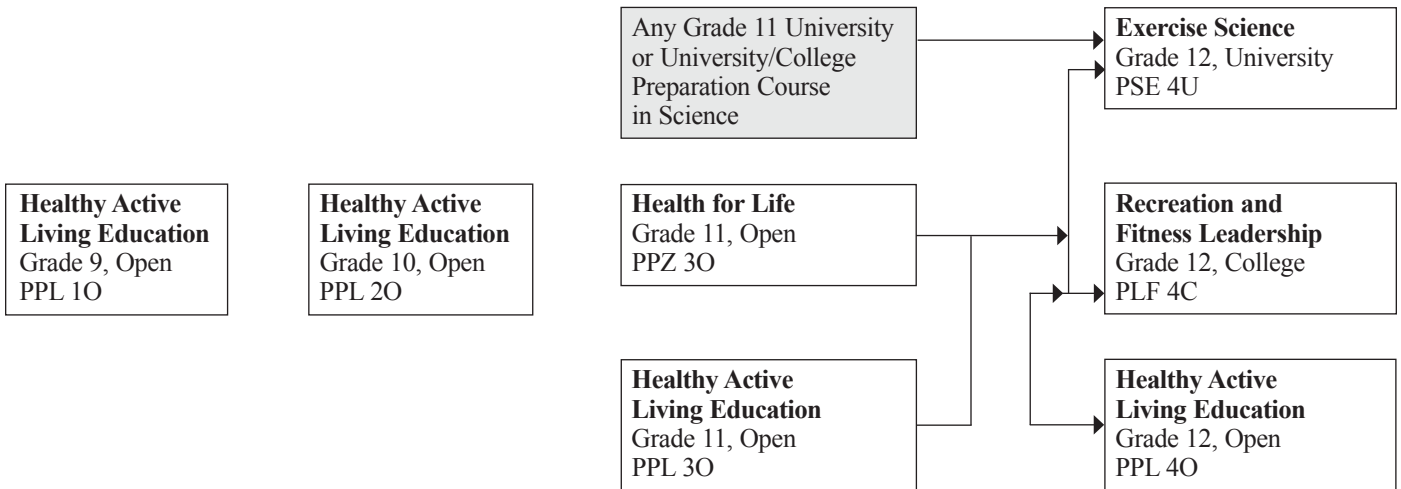 Any Grade 11 University
or University/College
Preparation Course
in Science
Exercise Science
Grade 12, University
PSE 4U
Healthy Active
Living Education
Grade 9, Open
PPL 1O
Healthy Active
Living Education
Grade 10, Open
PPL 2O
Health for Life
Grade 11, Open
PPZ 3O
Recreation and
Fitness Leadership
Grade 12, College
PLF 4C
Healthy Active
Living Education
Grade 11, Open
PPL 3O
Healthy Active
Living Education
Grade 12, Open
PPL 4O